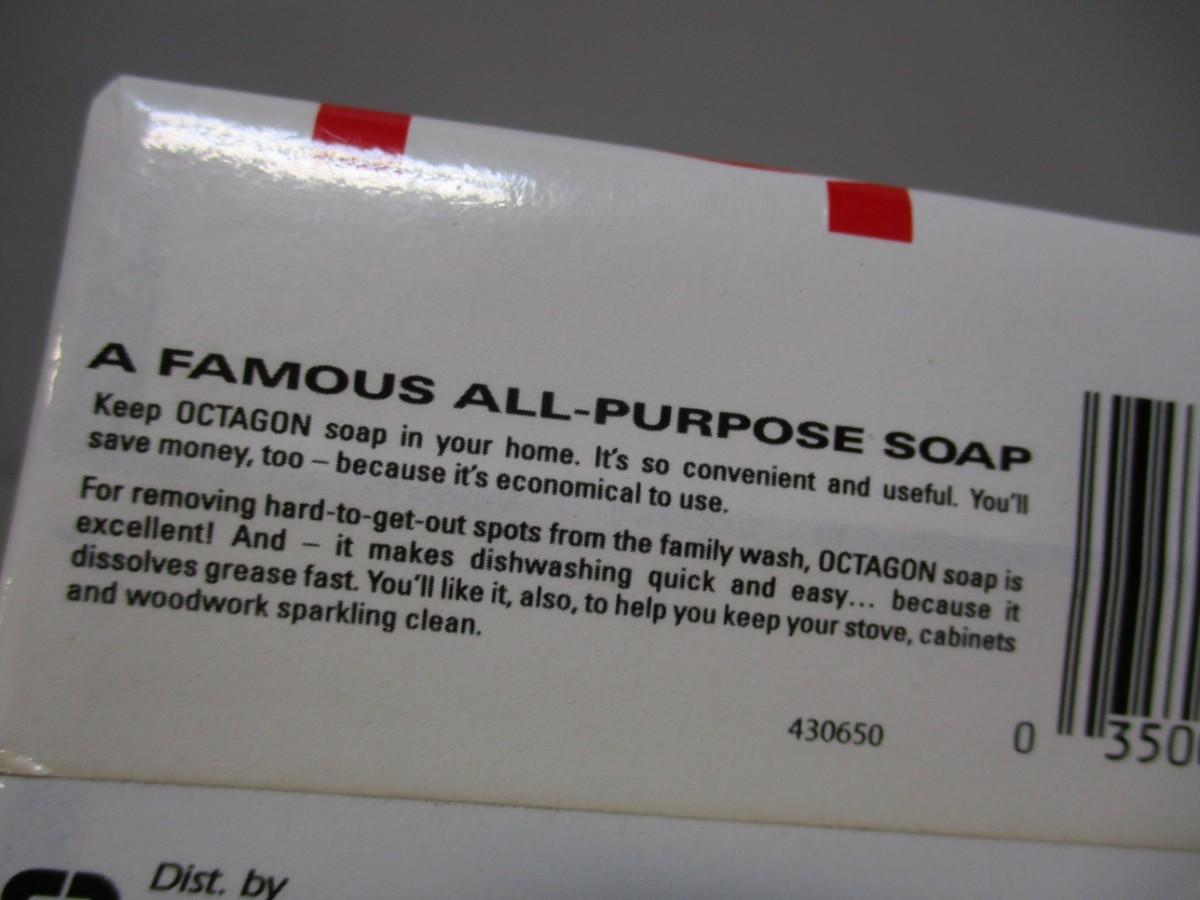 A FAMOUS ALL-PURPOSE SOAP
Keep OCTAGON soap in your home. It's so convenient and useful. You'll
save money, too – because it's economical to use.
For removing hard-to-get-out spots from the family wash, OCTAGON soap is
excellent! And – it makes dishwashing quick and easy... because it
dissolves grease fast. You'll like it, also, to help you keep your stove, cabinets
and woodwork sparkling clean.
430650
0 350
Dist. by